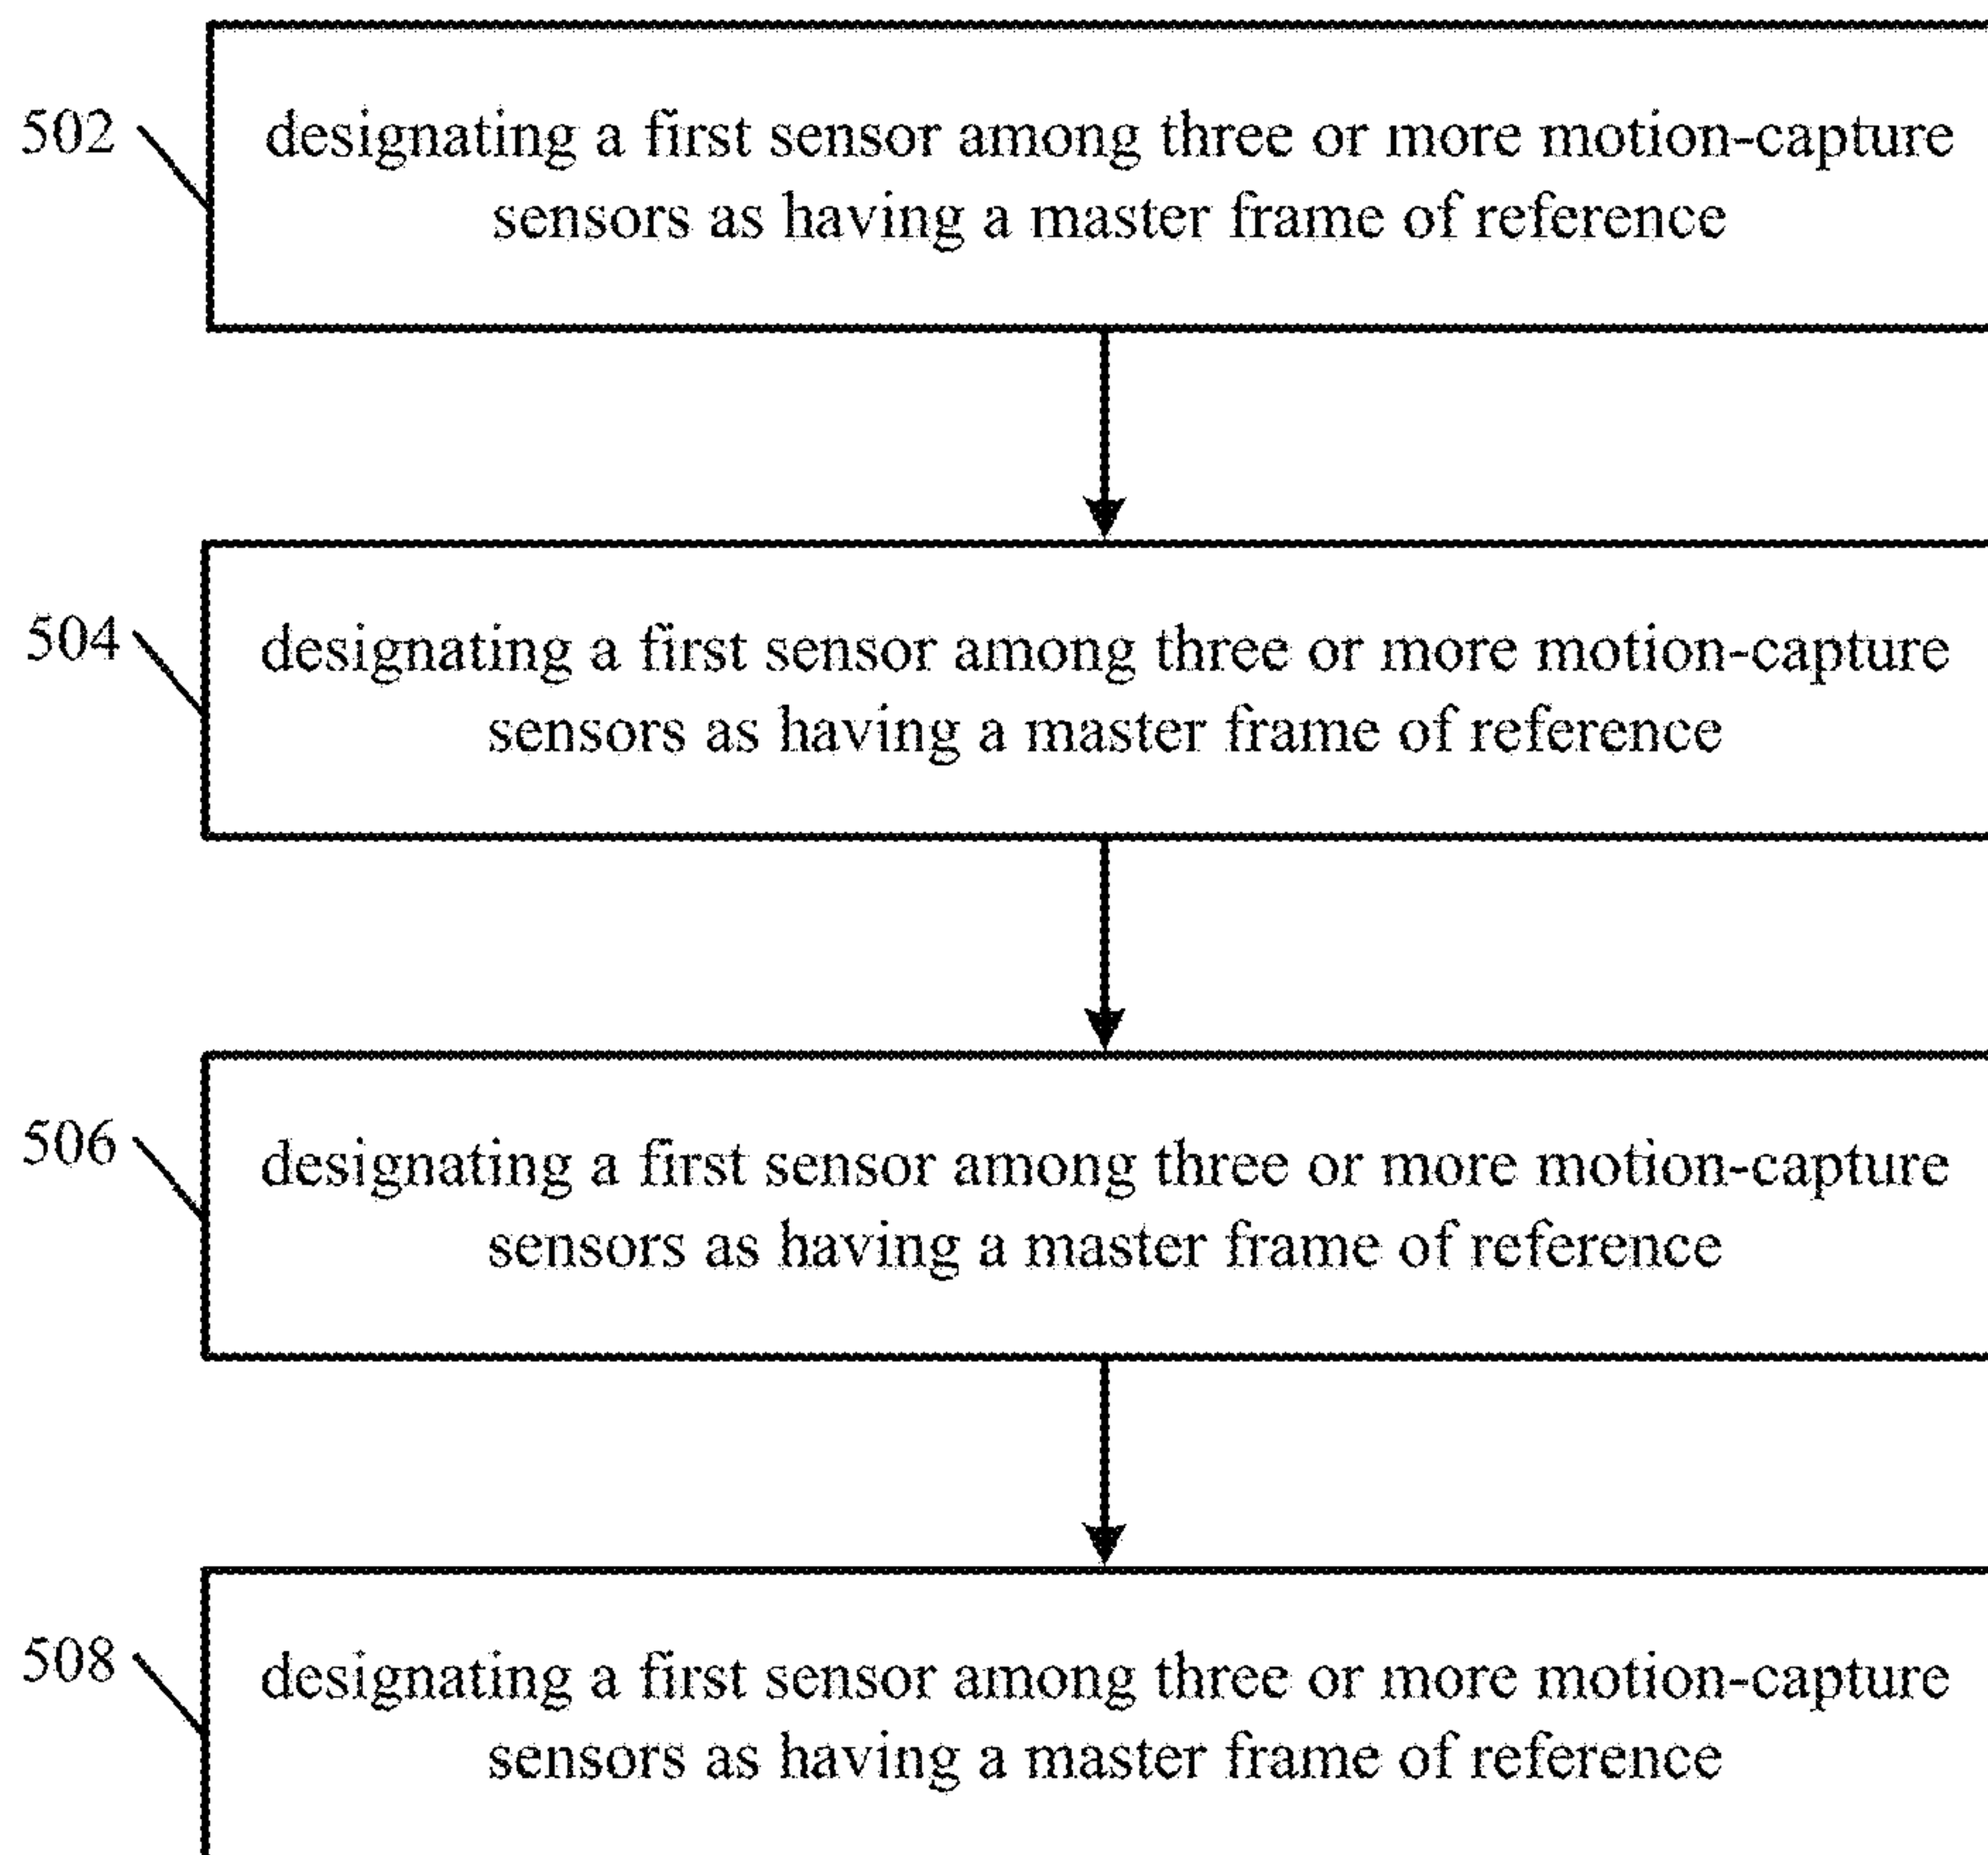 502
designating a first sensor among three or more motion-capture
sensors as having a master frame of reference
504
designating a first sensor among three or more motion-capture
sensors as having a master frame of reference
506
designating a first sensor among three or more motion-capture
sensors as having a master frame of reference
508
designating a first sensor among three or more motion-capture
sensors as having a master frame of reference